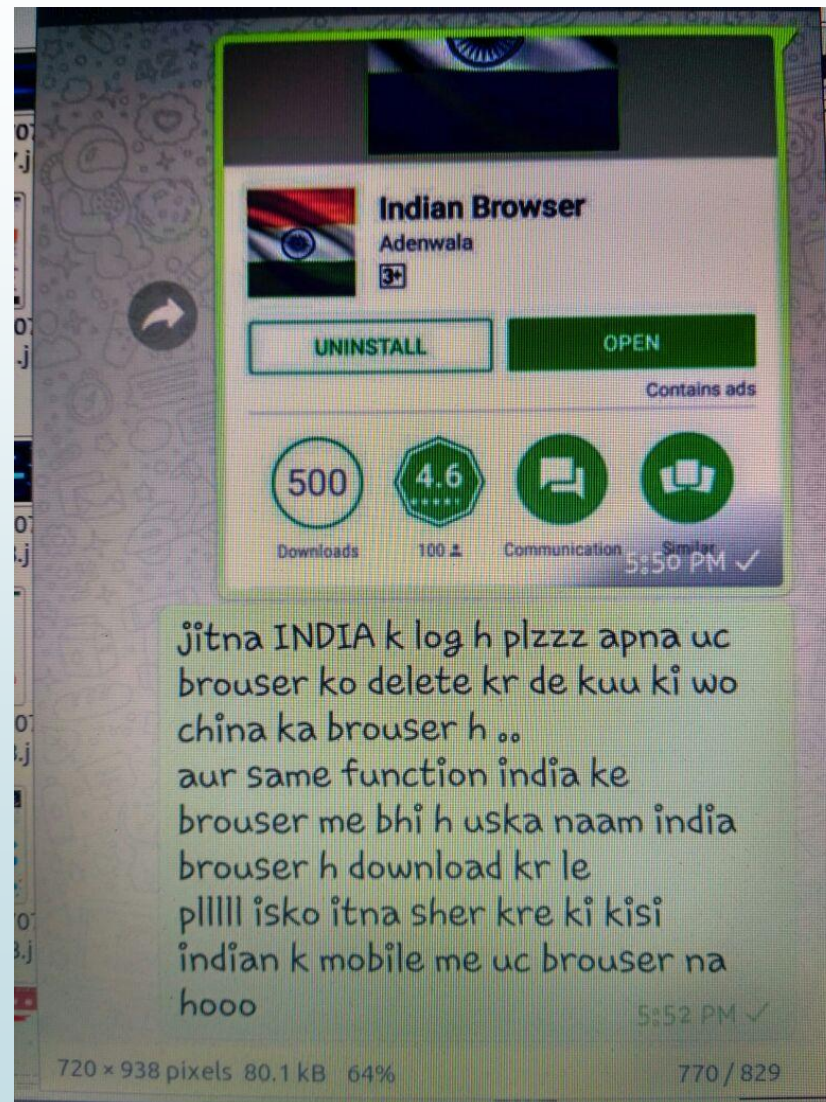 Indian Browser
Adenwala
3+
UNINSTALL
OPEN
Contains ads
500
4.6
Downloads
100
Communication
Similar
5:50 PM
jitna INDIA k log h plzzz apna uc
brouser ko delete kr de kuu ki wo
china ka brouser h ..
aur same function india ke
brouser me bhi h uska naam india
brouser h download kr le
plllll isko itna sher kre ki kisi
indian k mobile me uc brouser na
hooo
5:52 PM
720 × 938 pixels 80.1 kB 64%
770 / 829